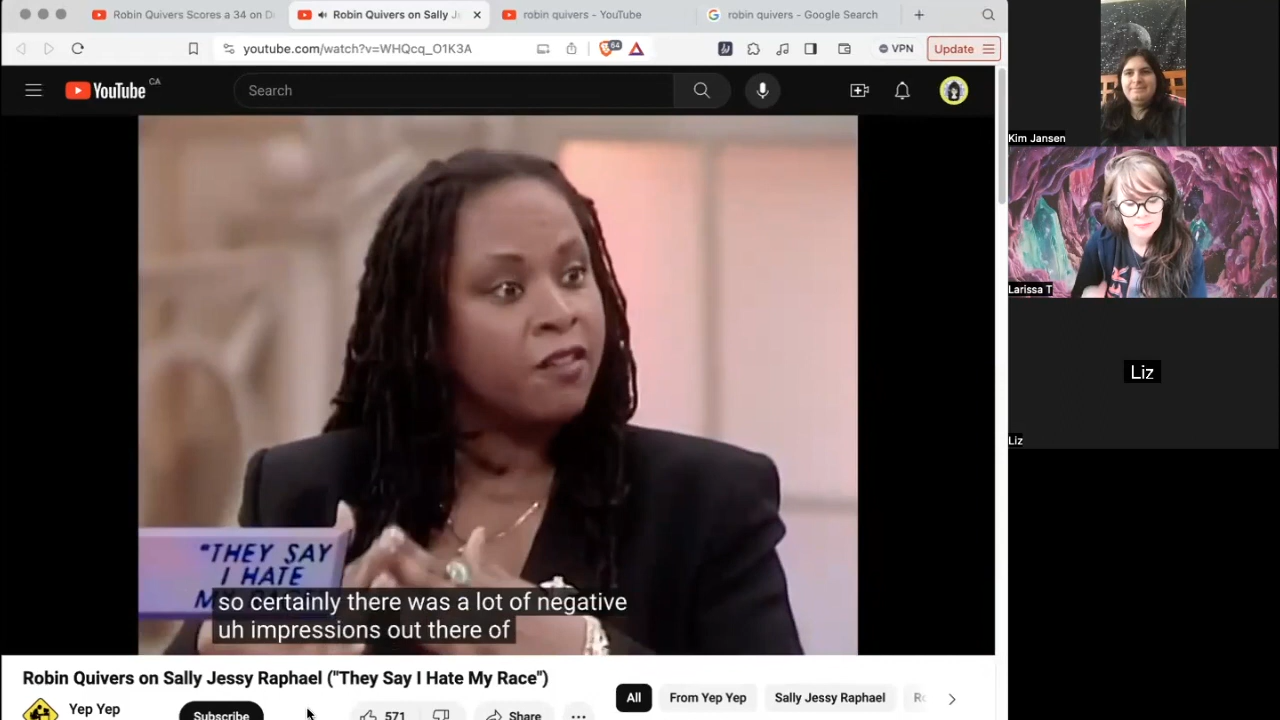 Robin Quivers Scores a 34 on D
Robin Quivers on Sally J
robin quivers - YouTube
robin quivers - Google Search
youtube.com/watch?v=WHQcq_O1K3A
64
VPN
Update
YouTube
CA
Search
"THEY SAY
I HATE
so certainly there was a lot of negative
uh impressions out there of
Robin Quivers on Sally Jessy Raphael ("They Say I Hate My Race")
Yep Yep
Subscribe
571
Share
All
From Yep Yep
Sally Jessy Raphael
Kim Jansen
Larissa T
Liz
Liz